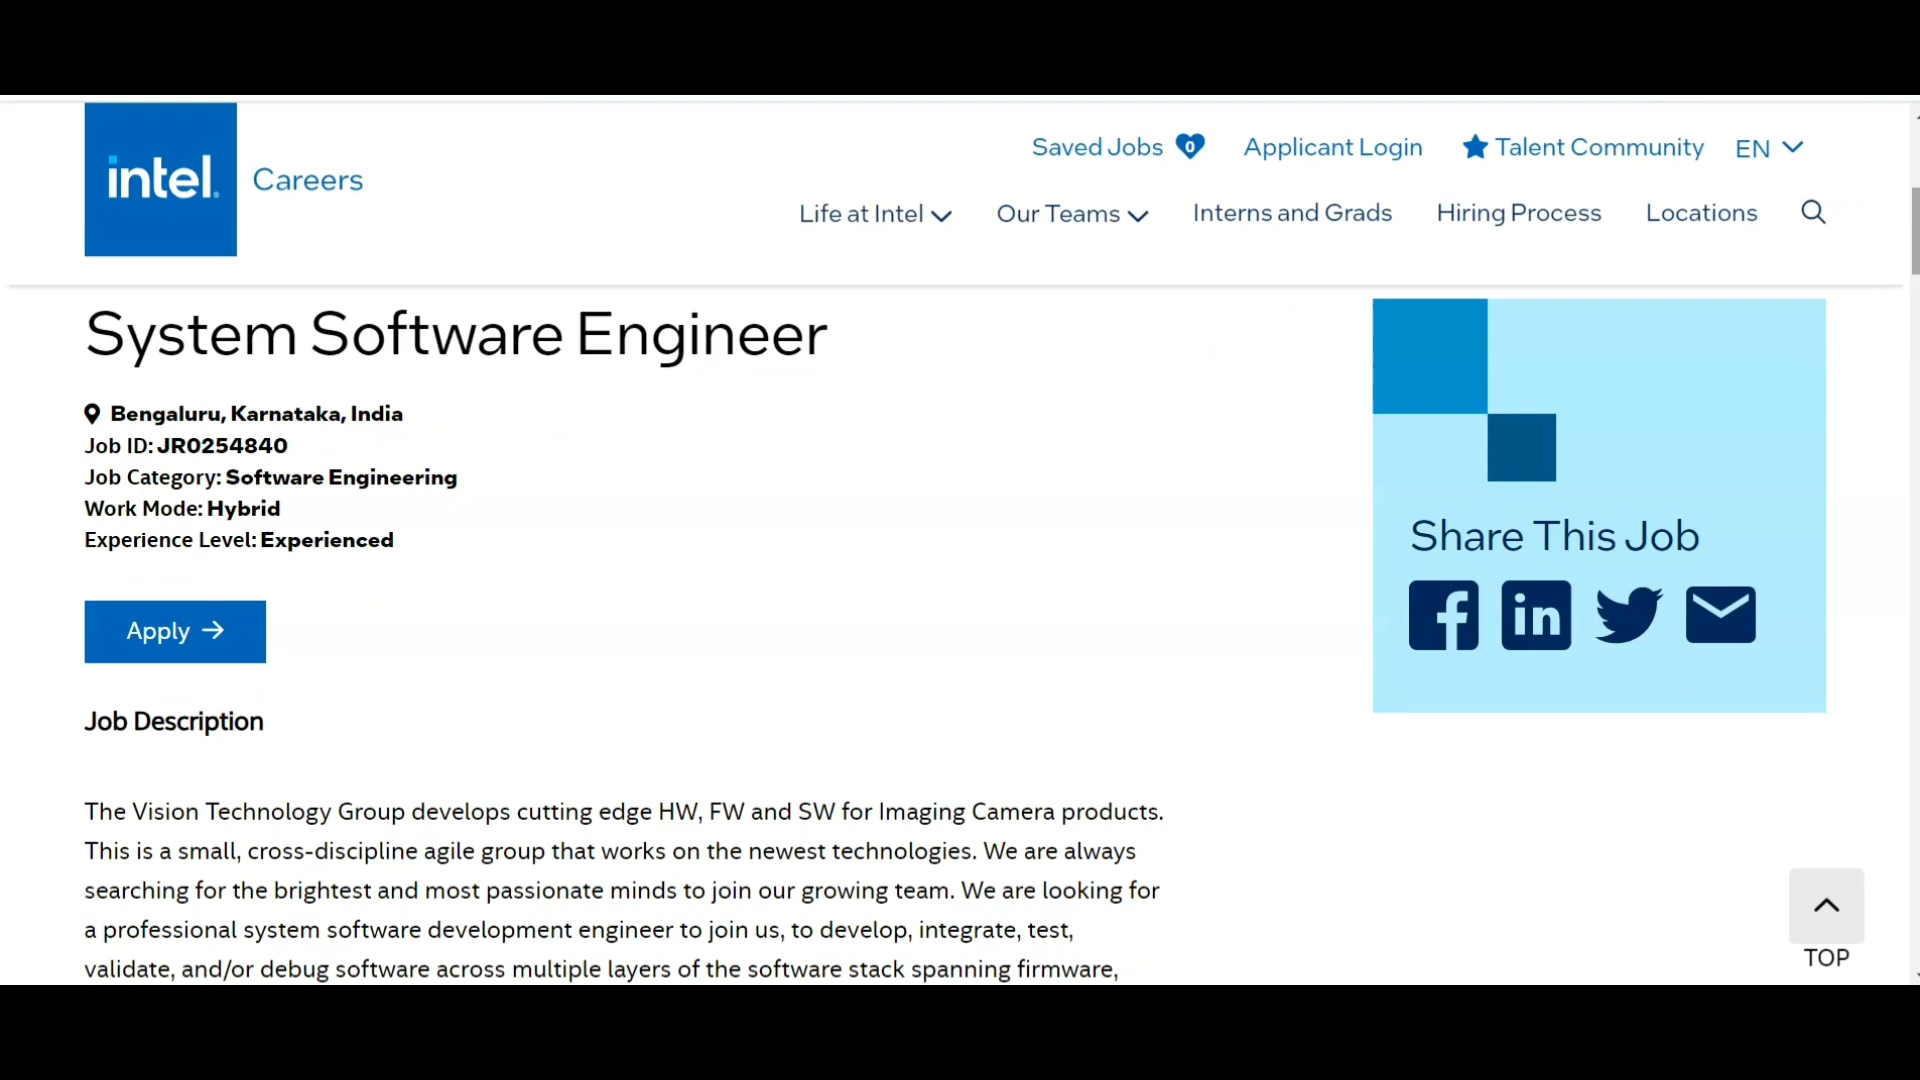 Saved Jobs 0 Applicant Login Talent Community EN
intel. Careers
Life at Intel Our Teams Interns and Grads Hiring Process Locations
System Software Engineer
Bengaluru, Karnataka, India
Job ID: JR0254840
Job Category: Software Engineering
Work Mode: Hybrid
Experience Level: Experienced
Apply
Share This Job
Job Description
The Vision Technology Group develops cutting edge HW, FW and SW for Imaging Camera products.
This is a small, cross-discipline agile group that works on the newest technologies. We are always
searching for the brightest and most passionate minds to join our growing team. We are looking for
a professional system software development engineer to join us, to develop, integrate, test,
validate, and/or debug software across multiple layers of the software stack spanning firmware,
TOP